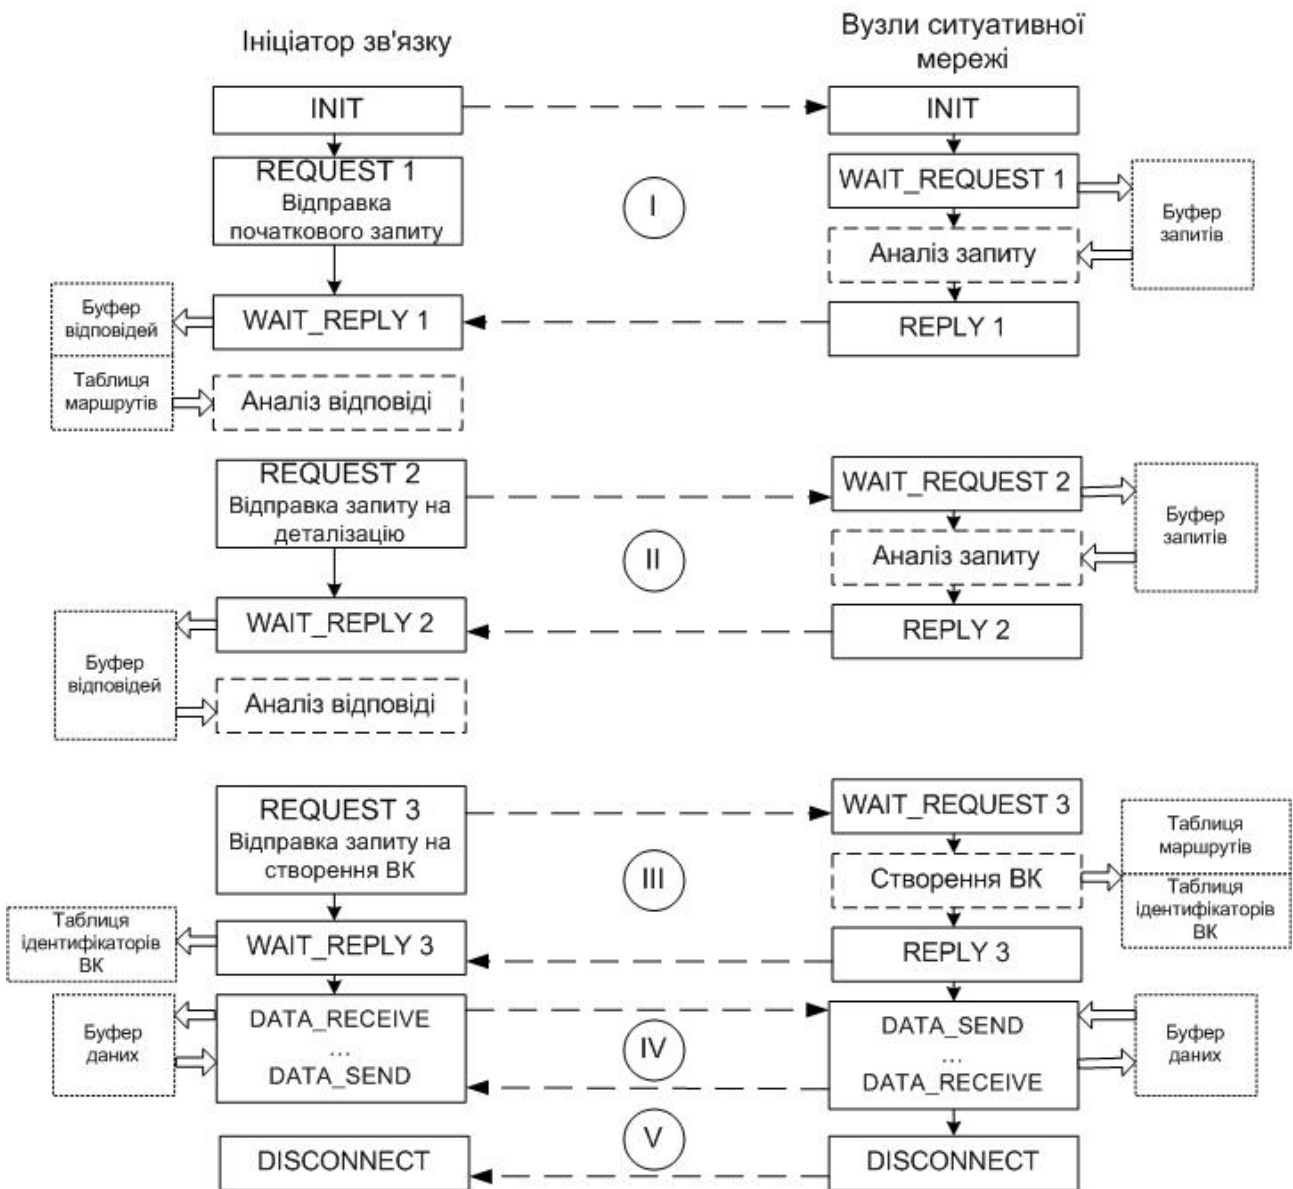 Ініціатор зв'язку
Вузли ситуативної
мережі
INIT
INIT
REQUEST 1
Відправка
початкового запиту
I
WAIT_REQUEST 1
Буфер
запитів
Аналіз запиту
Буфер
відповідей
WAIT_REPLY 1
REPLY 1
Таблиця
маршрутів
Аналіз відповіді
REQUEST 2
Відправка запиту на
деталізацію
II
WAIT_REQUEST 2
Буфер
запитів
Аналіз запиту
WAIT_REPLY 2
REPLY 2
Буфер
відповідей
Аналіз відповіді
REQUEST 3
Відправка запиту на
створення ВК
III
WAIT_REQUEST 3
Таблиця
маршрутів
Створення ВК
Таблиця
ідентифікаторів
ВК
Таблиця
ідентифікаторів
ВК
WAIT_REPLY 3
REPLY 3
Буфер
даних
DATA_RECEIVE
...
DATA_SEND
IV
DATA_SEND
...
DATA_RECEIVE
Буфер
даних
V
DISCONNECT
DISCONNECT